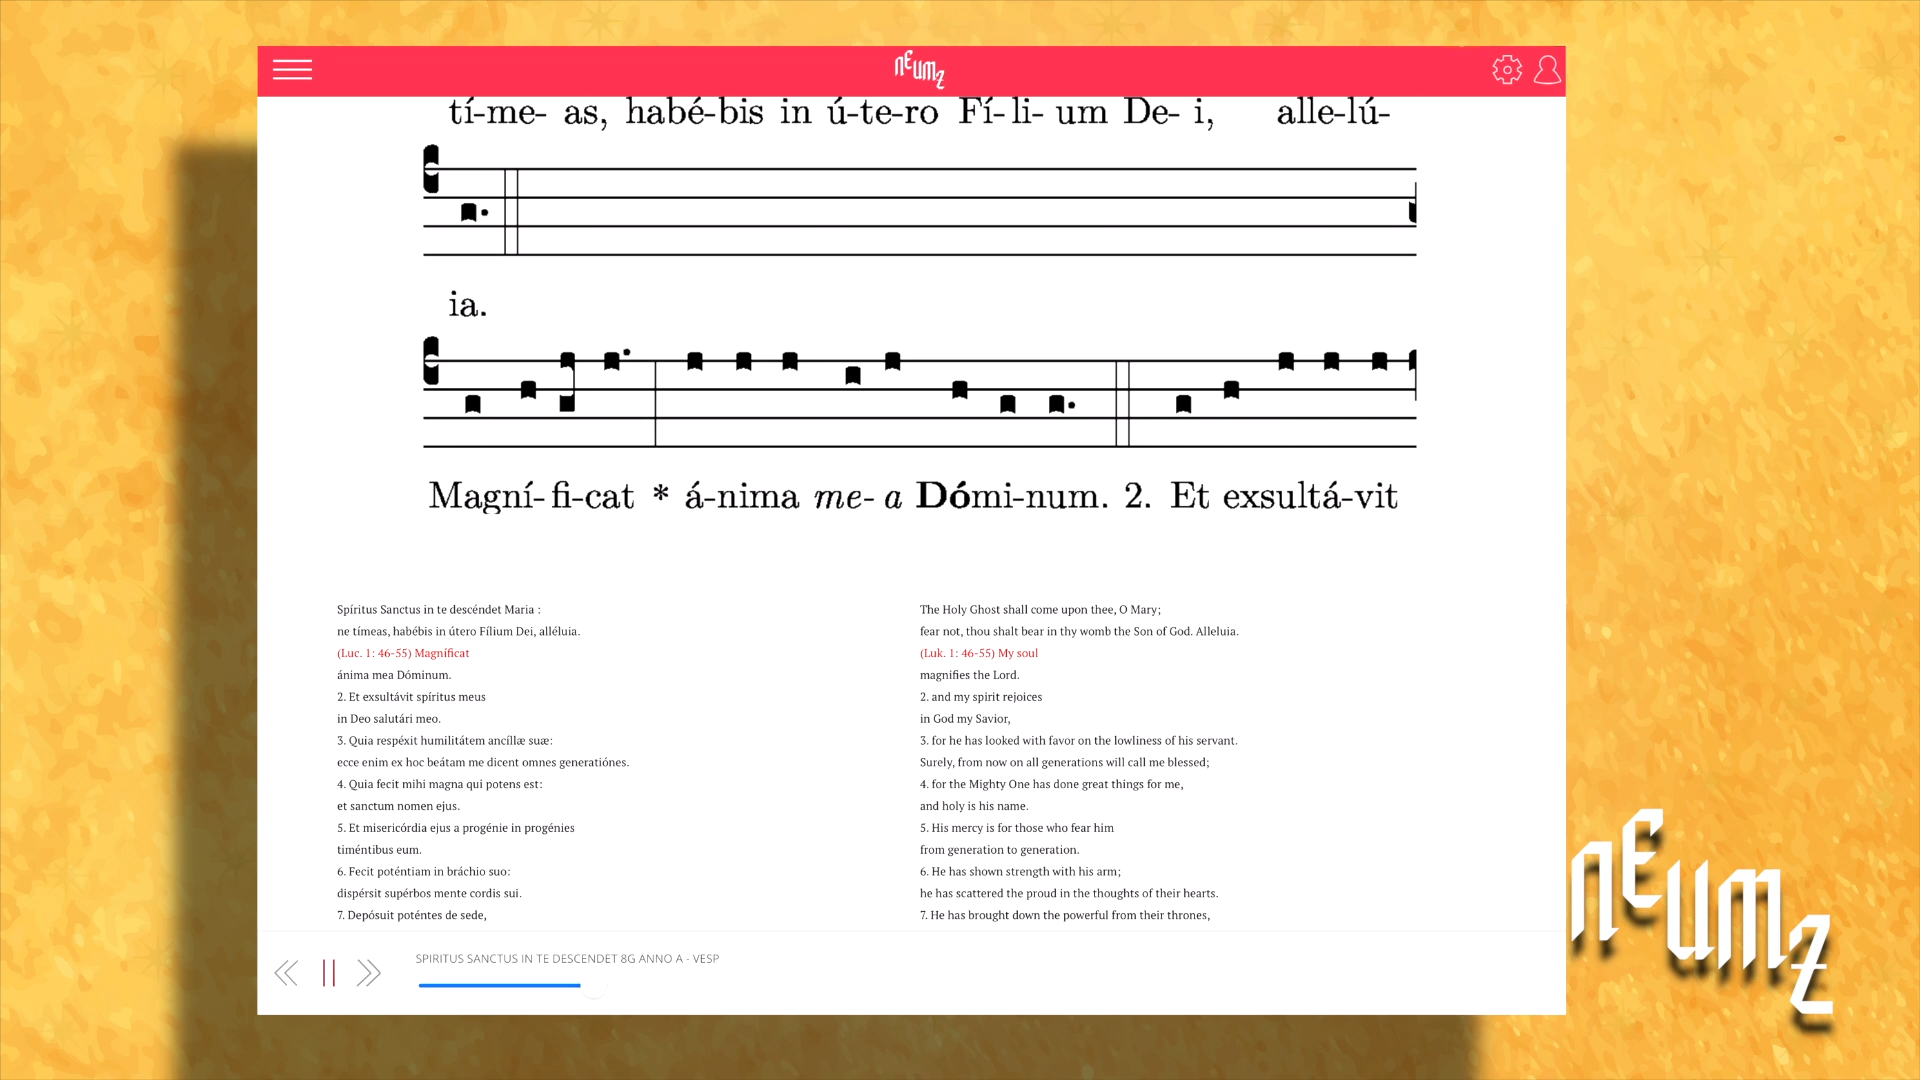 neumz
tí-me- as, habé-bis in ú-te-ro Fí- li- um De- i, alle-lú-
ia.
Magní- fi-cat * á-nima me- a Dómi-num. 2. Et exsultá-vit
Spíritus Sanctus in te descéndet Maria :
ne tímeas, habébis in útero Fílium Dei, allélúia.
(Luc. 1: 46-55) Magníficat
ánima mea Dóminum.
2. Et exsultávit spíritus meus
in Deo salutári meo.
3. Quia respéxit humilitátem ancíllæ suæ:
ecce enim ex hoc beátam me dicent omnes generatiónes.
4. Quia fecit mihi magna qui potens est:
et sanctum nomen ejus.
5. Et misericórdia ejus a progénie in progénies
timéntibus eum.
6. Fecit poténtiam in bráchio suo:
dispérsit supérbos mente cordis sui.
7. Depósuit poténtes de sede,
The Holy Ghost shall come upon thee, O Mary;
fear not, thou shalt bear in thy womb the Son of God. Alleluia.
(Luk. 1: 46-55) My soul
magnifies the Lord.
2. and my spirit rejoices
in God my Savior,
3. for he has looked with favor on the lowliness of his servant.
Surely, from now on all generations will call me blessed;
4. for the Mighty One has done great things for me,
and holy is his name.
5. His mercy is for those who fear him
from generation to generation.
6. He has shown strength with his arm;
he has scattered the proud in the thoughts of their hearts.
7. He has brought down the powerful from their thrones,
SPIRITUS SANCTUS IN TE DESCENDET 8G ANNO A - VESP
neumz